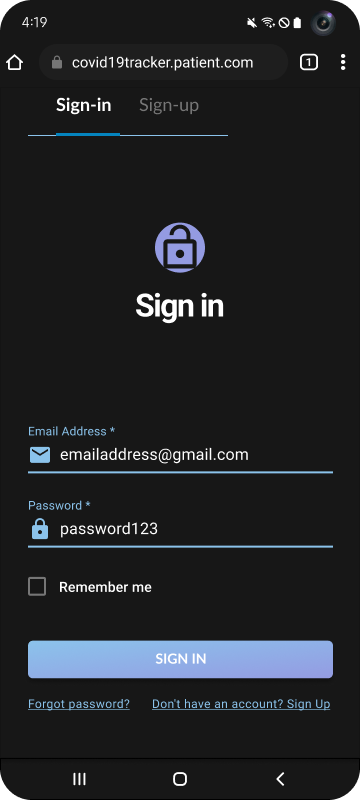 4:19
covid19tracker.patient.com 1
Sign-in Sign-up
Sign in
Email Address *
emailaddress@gmail.com
Password *
password123
Remember me
SIGN IN
Forgot password? Don't have an account? Sign Up